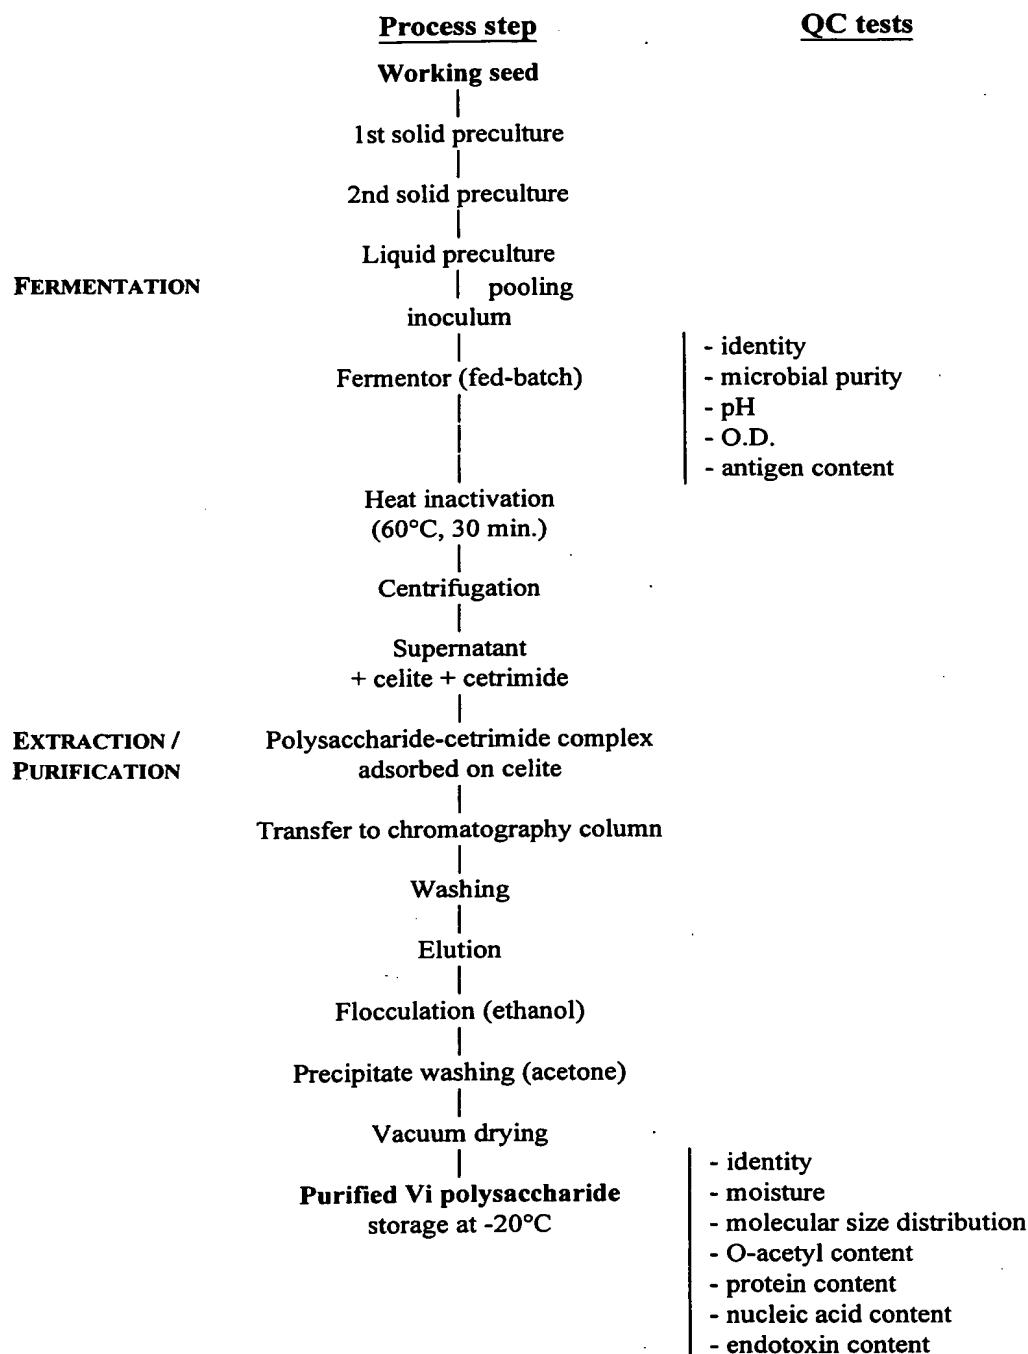 Process step
QC tests
Working seed
1st solid preculture
2nd solid preculture
Liquid preculture
FERMENTATION
pooling
inoculum
Fermentor (fed-batch)
- identity
- microbial purity
- pH
- O.D.
- antigen content
Heat inactivation
(60°C, 30 min.)
Centrifugation
Supernatant
+ celite + cetrimide
EXTRACTION /
PURIFICATION
Polysaccharide-cetrimide complex
adsorbed on celite
Transfer to chromatography column
Washing
Elution
Flocculation (ethanol)
Precipitate washing (acetone)
Vacuum drying
Purified Vi polysaccharide
storage at -20°C
- identity
- moisture
- molecular size distribution
- O-acetyl content
- protein content
- nucleic acid content
- endotoxin content